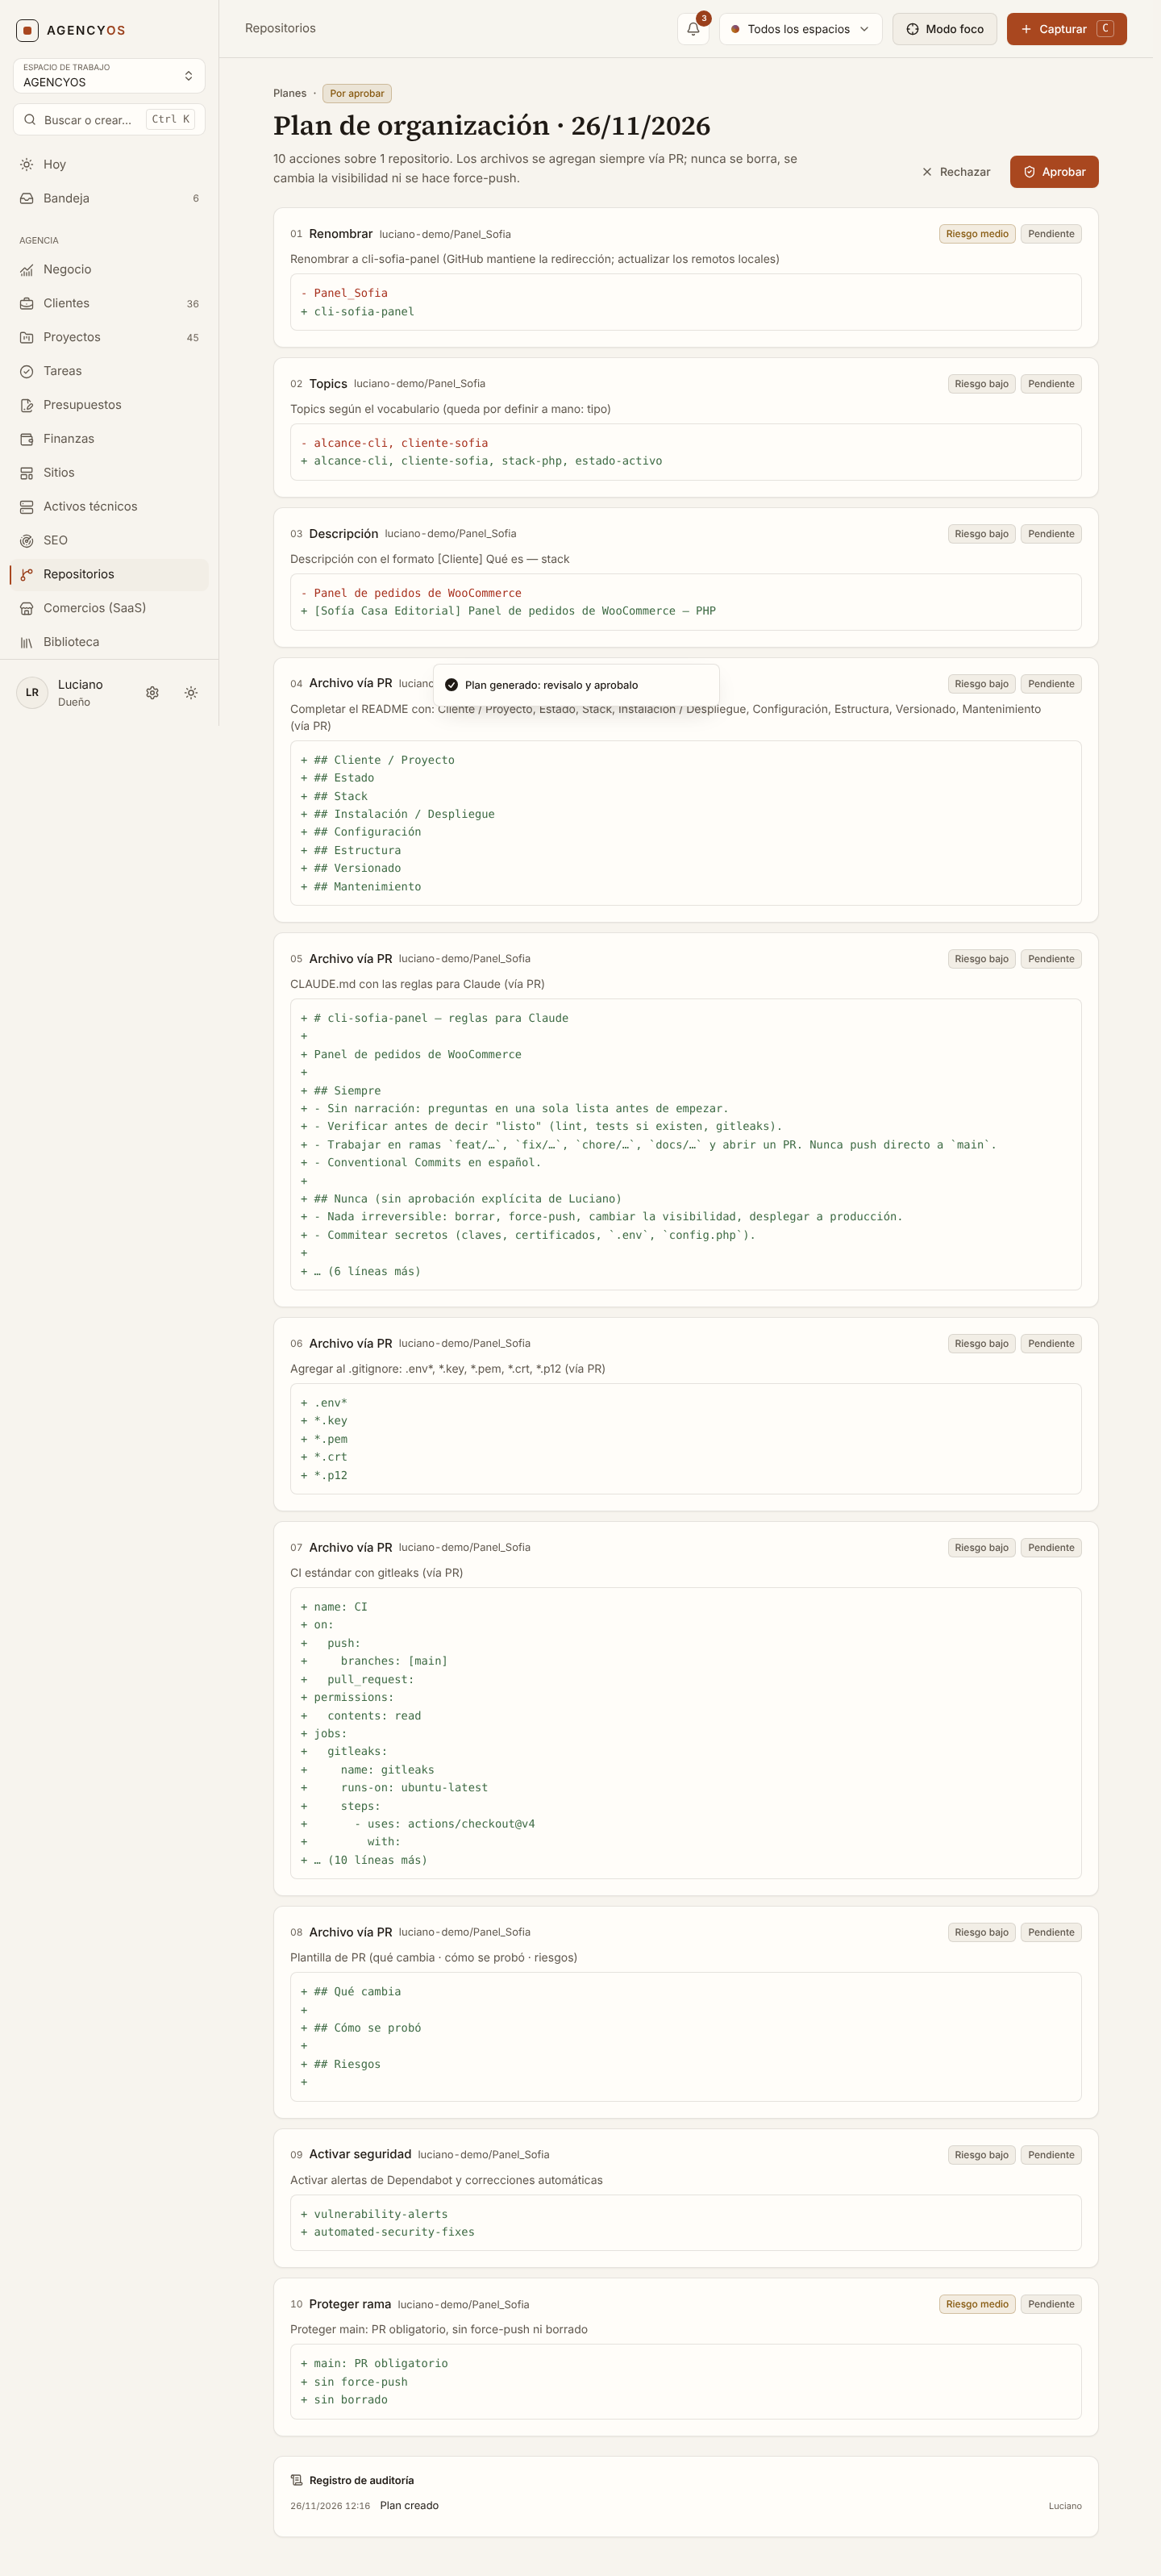 AGENCYOS
ESPACIO DE TRABAJO
AGENCYOS
Buscar o crear... Ctrl K
Hoy
Bandeja 6
AGENCIA
Negocio
Clientes 36
Proyectos 45
Tareas
Presupuestos
Finanzas
Sitios
Activos técnicos
SEO
Repositorios
Comercios (SaaS)
Biblioteca
LR Luciano
Dueño
Repositorios
3
Todos los espacios
Modo foco
Capturar C
Planes · Por aprobar
Plan de organización · 26/11/2026
10 acciones sobre 1 repositorio. Los archivos se agregan siempre vía PR; nunca se borra, se
cambia la visibilidad ni se hace force-push.
Rechazar
Aprobar
01 Renombrar luciano-demo/Panel_Sofia Riesgo medio Pendiente
Renombrar a cli-sofia-panel (GitHub mantiene la redirección; actualizar los remotos locales)
- Panel_Sofia
+ cli-sofia-panel
02 Topics luciano-demo/Panel_Sofia Riesgo bajo Pendiente
Topics según el vocabulario (queda por definir a mano: tipo)
- alcance-cli, cliente-sofia
+ alcance-cli, cliente-sofia, stack-php, estado-activo
03 Descripción luciano-demo/Panel_Sofia Riesgo bajo Pendiente
Descripción con el formato [Cliente] Qué es — stack
- Panel de pedidos de WooCommerce
+ [Sofía Casa Editorial] Panel de pedidos de WooCommerce — PHP
04 Archivo vía PR Riesgo bajo Pendiente
Plan generado: revisalo y aprobalo
Completar el README con: Cliente / Proyecto, Estado, Stack, Instalación / Despliegue, Configuración, Estructura, Versionado, Mantenimiento
(vía PR)
+ ## Cliente / Proyecto
+ ## Estado
+ ## Stack
+ ## Instalación / Despliegue
+ ## Configuración
+ ## Estructura
+ ## Versionado
+ ## Mantenimiento
05 Archivo vía PR luciano-demo/Panel_Sofia Riesgo bajo Pendiente
CLAUDE.md con las reglas para Claude (vía PR)
+ # cli-sofia-panel — reglas para Claude
+
+ Panel de pedidos de WooCommerce
+
+ ## Siempre
+ - Sin narración: preguntas en una sola lista antes de empezar.
+ - Verificar antes de decir "listo" (lint, tests si existen, gitleaks).
+ - Trabajar en ramas `feat/…`, `fix/…`, `chore/…`, `docs/…` y abrir un PR. Nunca push directo a `main`.
+ - Conventional Commits en español.
+
+ ## Nunca (sin aprobación explícita de Luciano)
+ - Nada irreversible: borrar, force-push, cambiar la visibilidad, desplegar a producción.
+ - Commitear secretos (claves, certificados, `.env`, `config.php`).
+
+ … (6 líneas más)
06 Archivo vía PR luciano-demo/Panel_Sofia Riesgo bajo Pendiente
Agregar al .gitignore: .env*, *.key, *.pem, *.crt, *.p12 (vía PR)
+ .env*
+ *.key
+ *.pem
+ *.crt
+ *.p12
07 Archivo vía PR luciano-demo/Panel_Sofia Riesgo bajo Pendiente
CI estándar con gitleaks (vía PR)
+ name: CI
+ on:
+   push:
+     branches: [main]
+   pull_request:
+ permissions:
+   contents: read
+ jobs:
+   gitleaks:
+     name: gitleaks
+     runs-on: ubuntu-latest
+     steps:
+       - uses: actions/checkout@v4
+         with:
+ … (10 líneas más)
08 Archivo vía PR luciano-demo/Panel_Sofia Riesgo bajo Pendiente
Plantilla de PR (qué cambia · cómo se probó · riesgos)
+ ## Qué cambia
+
+ ## Cómo se probó
+
+ ## Riesgos
+
09 Activar seguridad luciano-demo/Panel_Sofia Riesgo bajo Pendiente
Activar alertas de Dependabot y correcciones automáticas
+ vulnerability-alerts
+ automated-security-fixes
10 Proteger rama luciano-demo/Panel_Sofia Riesgo medio Pendiente
Proteger main: PR obligatorio, sin force-push ni borrado
+ main: PR obligatorio
+ sin force-push
+ sin borrado
Registro de auditoría
26/11/2026 12:16 Plan creado Luciano